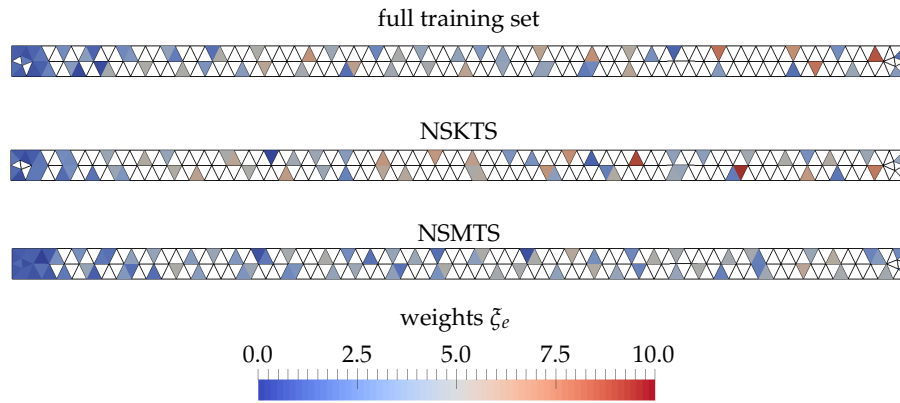 full training set
NSKTS
NSMTS
weights ξₑ
0.0 2.5 5.0 7.5 10.0